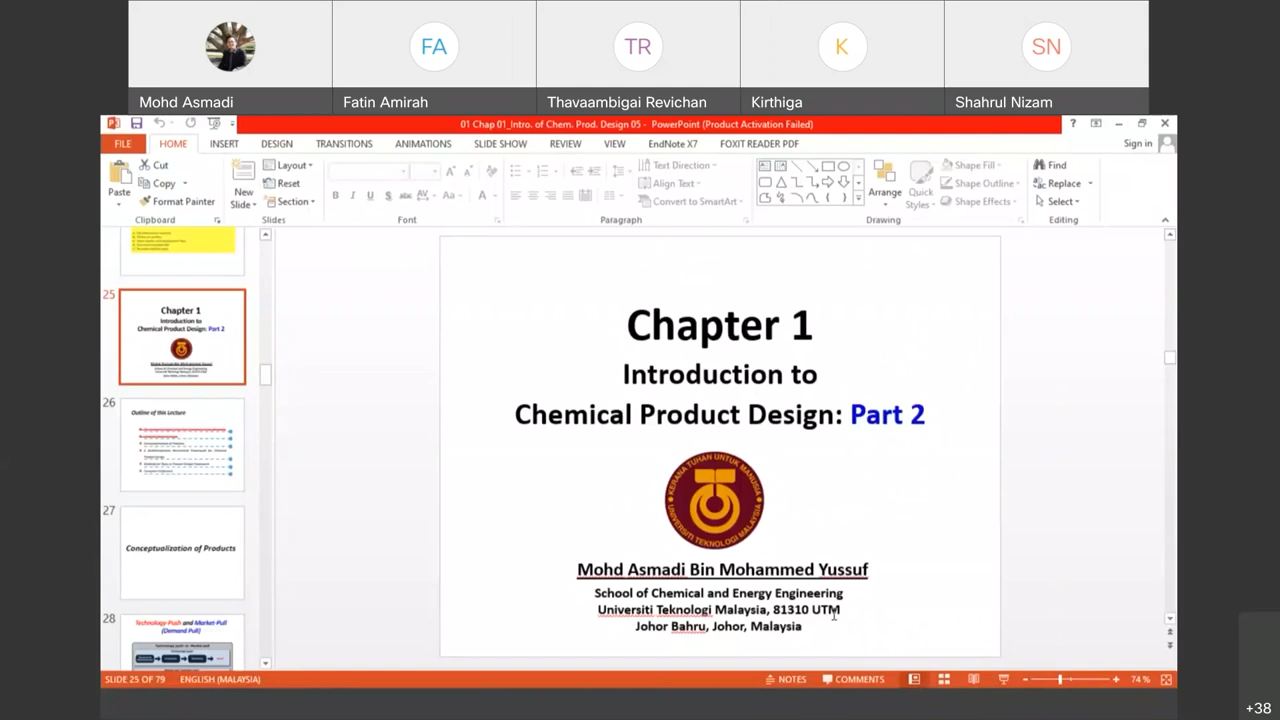 FA
TR
K
SN
Mohd Asmadi
Fatin Amirah
Thavaambigai Revichan
Kirthiga
Shahrul Nizam
01 Chap 01_Intro. of Chem. Prod. Design 05 - PowerPoint (Product Activation Failed)
FILE HOME INSERT DESIGN TRANSITIONS ANIMATIONS SLIDE SHOW REVIEW VIEW EndNote X7 FOXIT READER PDF Sign in
Paste
Cut
Copy
Format Painter
Clipboard
New Slide
Layout
Reset
Section
Slides
Font
Text Direction
Align Text
Convert to SmartArt
Paragraph
Arrange
Quick Styles
Shape Fill
Shape Outline
Shape Effects
Drawing
Find
Replace
Select
Editing
25
Chapter 1
Introduction to
Chemical Product Design: Part 2
26
Outline of this Lecture
27
Conceptualization of Products
28
Technology-Push and Market-Pull
(Demand Pull)
Chapter 1
Introduction to
Chemical Product Design: Part 2
KERANA TUHAN UNTUK MANUSIA
UNIVERSITI TEKNOLOGI MALAYSIA
Mohd Asmadi Bin Mohammed Yussuf
School of Chemical and Energy Engineering
Universiti Teknologi Malaysia, 81310 UTM
Johor Bahru, Johor, Malaysia
SLIDE 25 OF 79 ENGLISH (MALAYSIA) NOTES COMMENTS 74 %
+38